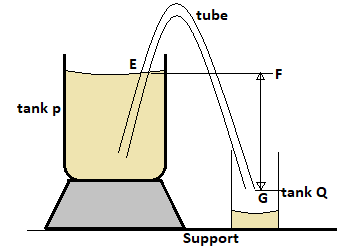 tube
E
F
tank p
G
tank Q
Support